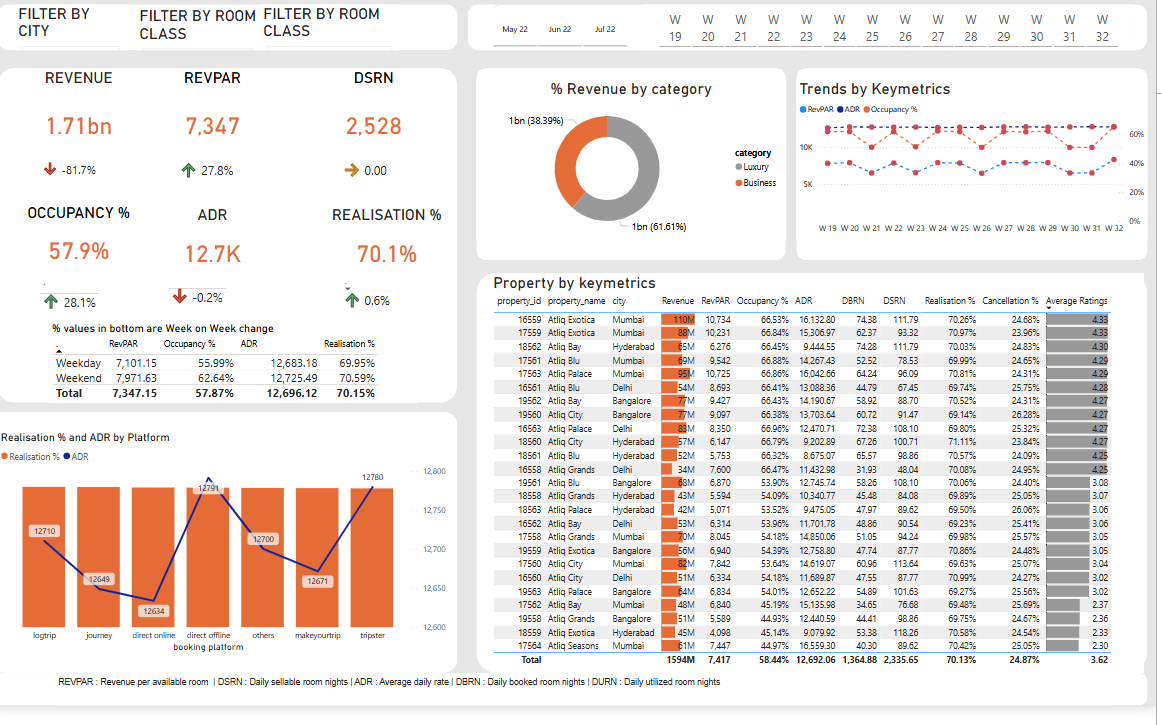 FILTER BY CITY
FILTER BY ROOM CLASS
FILTER BY ROOM CLASS
May 22 Jun 22 Jul 22
W 19 W 20 W 21 W 22 W 23 W 24 W 25 W 26 W 27 W 28 W 29 W 30 W 31 W 32
REVENUE REVPAR DSRN
1.71bn 7,347 2,528
-81.7% 27.8% 0.00
OCCUPANCY % ADR REALISATION %
57.9% 12.7K 70.1%
28.1% -0.2% 0.6%
% values in bottom are Week on Week change
RevPAR Occupancy % ADR Realisation %
Weekday 7,101.15 55.99% 12,683.18 69.95%
Weekend 7,971.63 62.64% 12,725.49 70.59%
Total 7,347.15 57.87% 12,696.12 70.15%
Realisation % and ADR by Platform
Realisation % ADR
12,800
12,750
12,700
12,650
12,600
12710 12649 12634 12791 12700 12671 12780
logtrip journey direct online direct offline others makeyourtrip tripster
booking platform
% Revenue by category
1bn (38.39%)
1bn (61.61%)
category
Luxury
Business
Trends by Keymetrics
RevPAR ADR Occupancy %
10K
5K
60%
40%
20%
0%
W 19 W 20 W 21 W 22 W 23 W 24 W 25 W 26 W 27 W 28 W 29 W 30 W 31 W 32
Property by keymetrics
property_id property_name city Revenue RevPAR Occupancy % ADR DBRN DSRN Realisation % Cancellation % Average Ratings
16559 Atliq Exotica Mumbai 110M 10,734 66.53% 16,132.80 74.38 111.79 70.26% 24.68% 4.33
17559 Atliq Exotica Mumbai 88M 10,231 66.84% 15,306.97 62.37 93.32 70.97% 23.96% 4.33
18562 Atliq Bay Hyderabad 65M 6,276 66.45% 9,444.55 74.28 111.79 70.03% 24.83% 4.30
17561 Atliq Blu Mumbai 69M 9,542 66.88% 14,267.43 52.52 78.53 69.99% 24.65% 4.29
17563 Atliq Palace Mumbai 95M 10,725 66.86% 16,042.66 64.24 96.09 70.97% 24.31% 4.29
16561 Atliq Blu Delhi 54M 8,693 66.41% 13,088.36 44.79 67.45 70.74% 25.75% 4.28
19562 Atliq Bay Bangalore 77M 9,427 66.43% 14,190.67 58.92 88.70 70.52% 24.31% 4.27
19560 Atliq City Bangalore 77M 9,097 66.38% 13,703.64 60.72 91.47 69.14% 26.28% 4.27
16563 Atliq Palace Delhi 83M 8,350 66.96% 12,470.71 72.38 108.10 69.80% 25.32% 4.27
18560 Atliq City Hyderabad 57M 6,147 66.79% 9,202.89 67.26 100.71 71.11% 23.84% 4.27
18561 Atliq Blu Hyderabad 52M 5,753 66.32% 8,675.07 65.57 98.86 70.57% 24.09% 4.25
16558 Atliq Grands Delhi 34M 7,600 66.47% 11,432.98 31.93 48.04 70.08% 24.95% 4.25
19561 Atliq Blu Bangalore 68M 6,870 53.90% 12,745.74 58.26 108.10 70.06% 24.40% 3.08
18558 Atliq Grands Hyderabad 43M 5,594 54.09% 10,340.77 45.48 84.08 69.89% 25.05% 3.07
18563 Atliq Palace Hyderabad 42M 5,071 53.52% 9,475.05 47.97 89.62 69.50% 26.06% 3.06
16562 Atliq Bay Delhi 53M 6,314 53.96% 11,701.78 48.86 90.54 69.23% 25.41% 3.06
17558 Atliq Grands Mumbai 70M 8,045 54.18% 14,850.06 51.05 94.24 69.98% 25.57% 3.05
19559 Atliq Exotica Bangalore 56M 6,940 54.39% 12,758.80 47.74 87.77 70.86% 24.48% 3.05
17560 Atliq City Mumbai 82M 7,842 53.64% 14,619.07 60.96 113.64 69.63% 25.07% 3.04
16560 Atliq City Delhi 51M 6,334 54.18% 11,689.87 47.55 87.77 70.99% 24.27% 3.02
19563 Atliq Palace Bangalore 64M 6,834 54.01% 12,652.22 54.89 101.63 69.27% 25.56% 3.02
17562 Atliq Bay Mumbai 48M 6,840 45.19% 15,135.98 34.65 76.68 69.48% 25.69% 2.37
19558 Atliq Grands Bangalore 51M 5,589 44.93% 12,440.59 44.41 98.86 69.75% 24.67% 2.36
18559 Atliq Exotica Hyderabad 45M 4,098 45.14% 9,079.92 53.38 118.26 70.58% 24.54% 2.33
17564 Atliq Seasons Mumbai 61M 7,447 44.97% 16,559.30 40.30 89.62 70.42% 25.05% 2.30
Total 1594M 7,417 58.44% 12,692.06 1,364.88 2,335.65 70.13% 24.87% 3.62
REVPAR : Revenue per available room | DSRN : Daily sellable room nights | ADR : Average daily rate | DBRN : Daily booked room nights | DURN : Daily utilized room nights